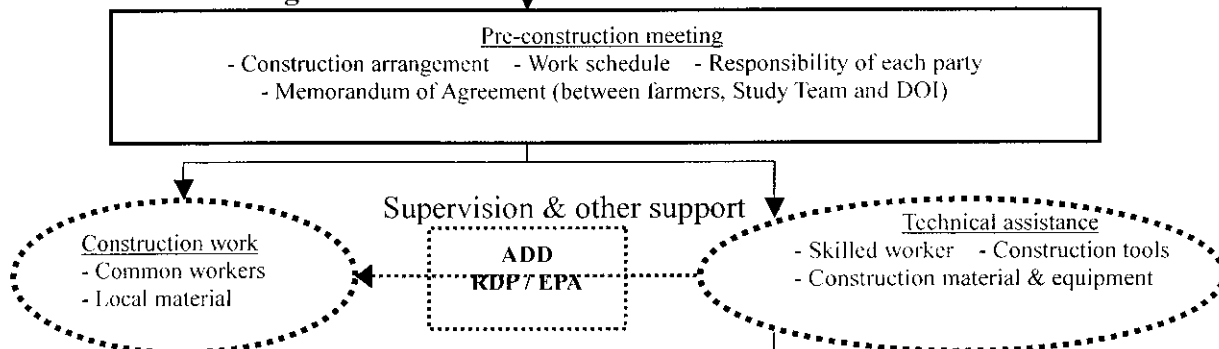 Pre-construction meeting
- Construction arrangement - Work schedule - Responsibility of each party
- Memorandum of Agreement (between farmers, Study Team and DOI)
Supervision & other support
Construction work
- Common workers
- Local material
ADD
RDP / EPA
Technical assistance
- Skilled worker - Construction tools
- Construction material & equipment